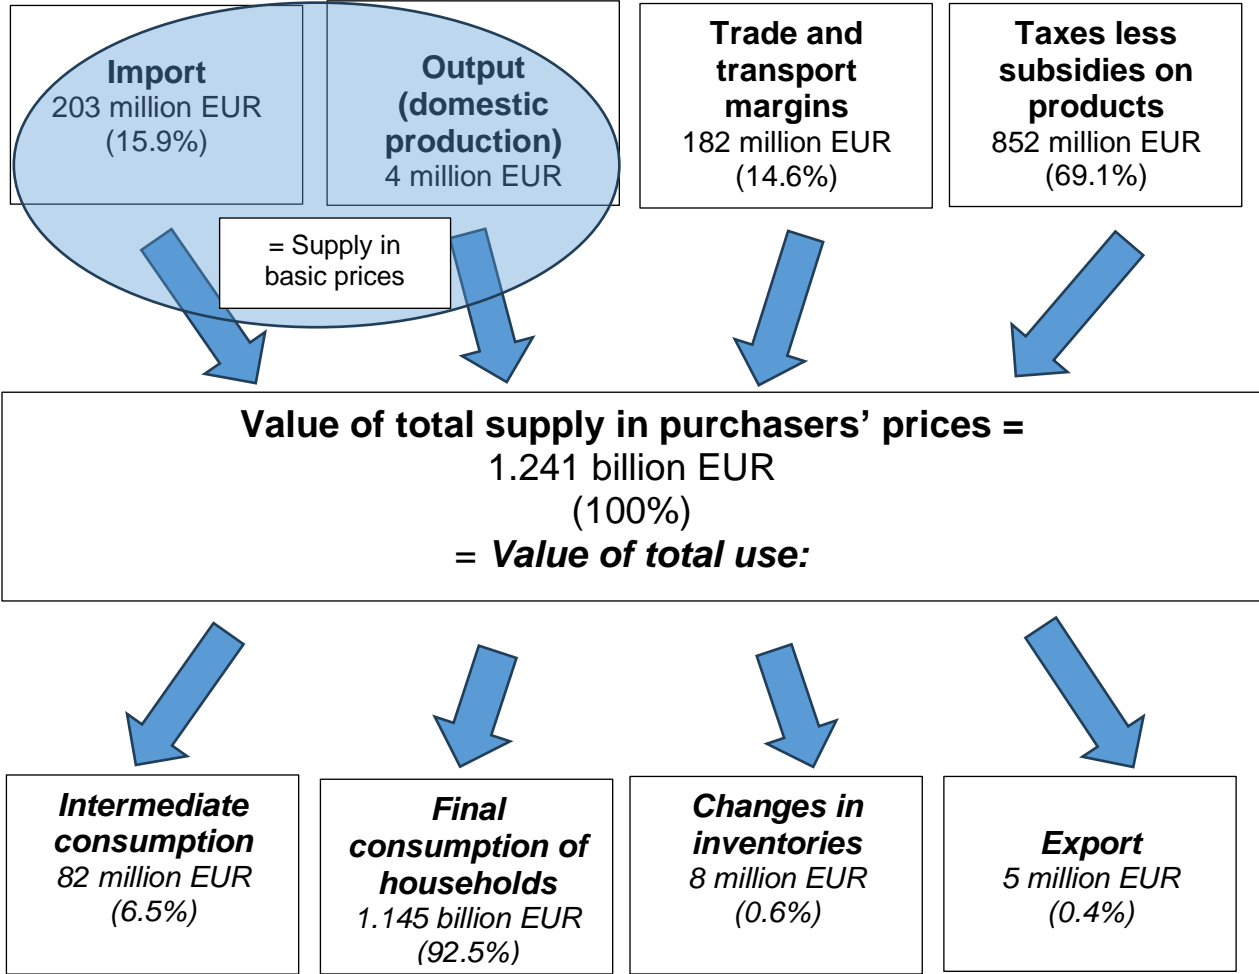 Import
203 million EUR
(15.9%)
Output
(domestic
production)
4 million EUR
Trade and
transport
margins
182 million EUR
(14.6%)
Taxes less
subsidies on
products
852 million EUR
(69.1%)
= Supply in
basic prices
Value of total supply in purchasers’ prices =
1.241 billion EUR
(100%)
= Value of total use:
Intermediate
consumption
82 million EUR
(6.5%)
Final
consumption of
households
1.145 billion EUR
(92.5%)
Changes in
inventories
8 million EUR
(0.6%)
Export
5 million EUR
(0.4%)